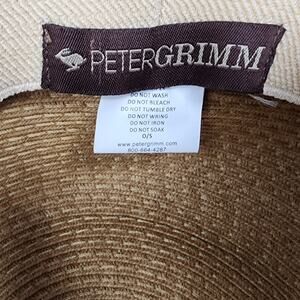 PETERGRIMM
DO NOT WASH
DO NOT BLEACH
DO NOT TUMBLE DRY
DO NOT WRING
DO NOT IRON
DO NOT SOAK
O/S
www.petergrimm.com
800-664-4287